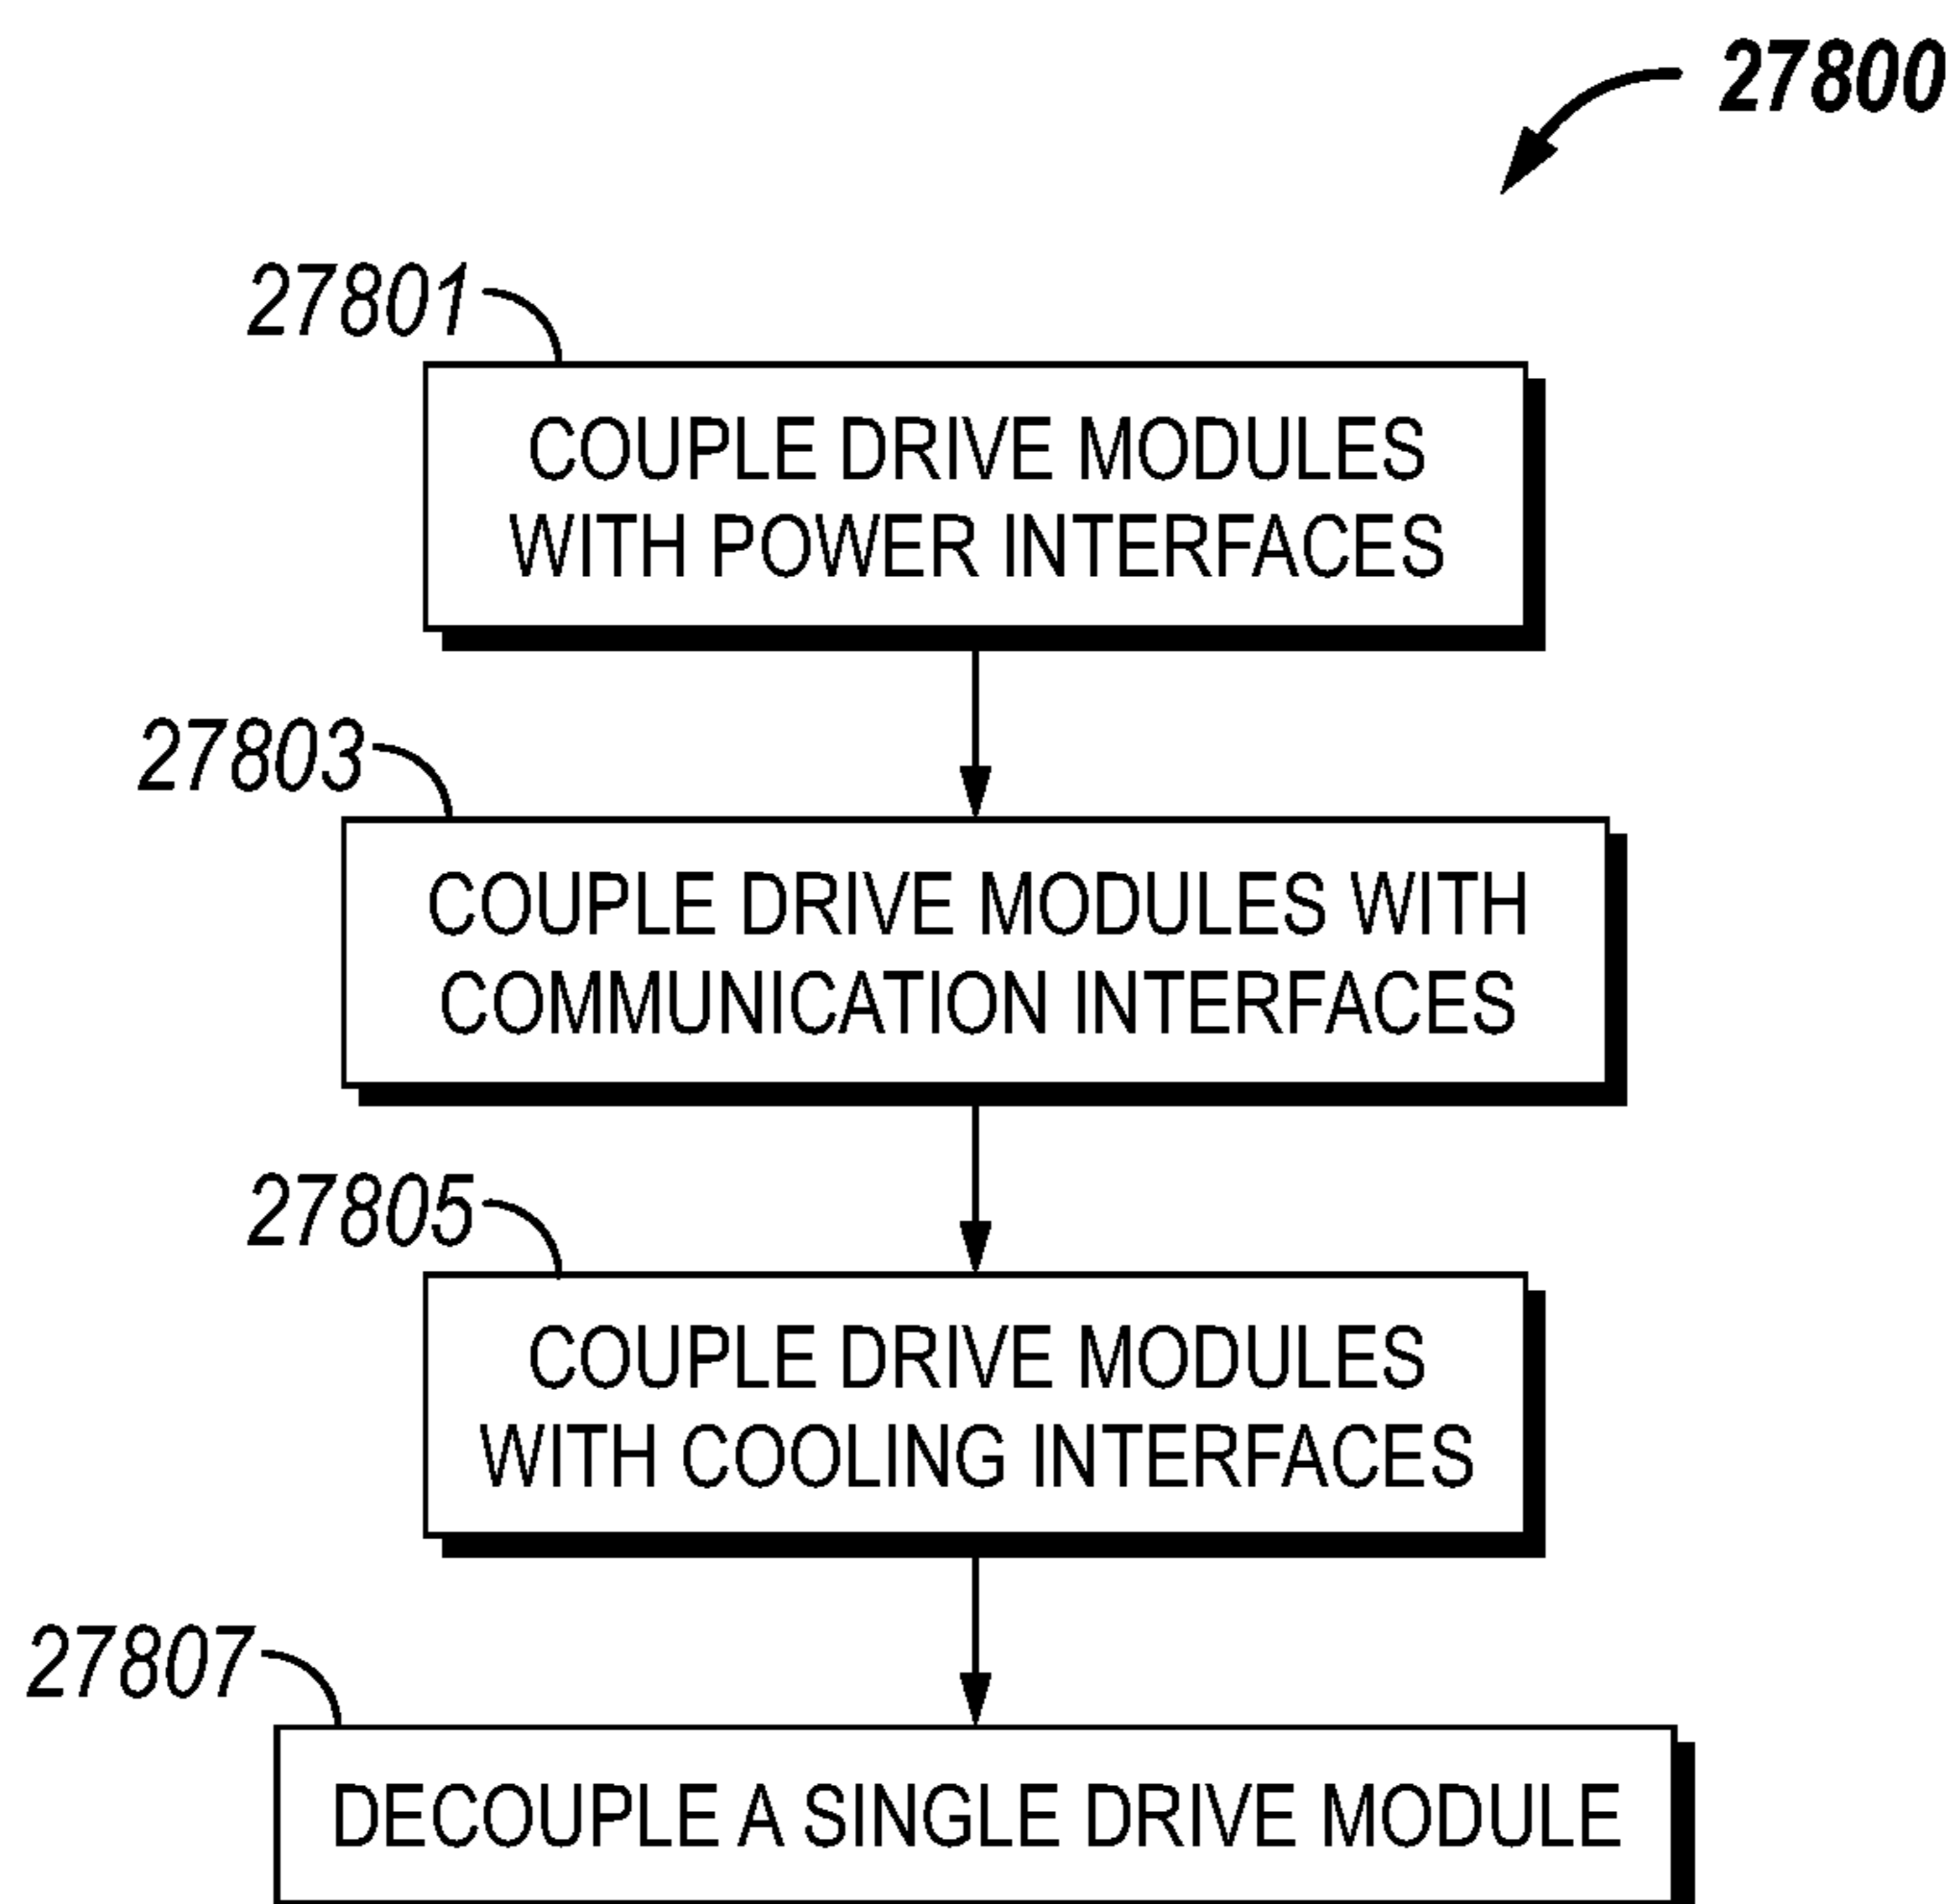 27800
27801
COUPLE DRIVE MODULES
WITH POWER INTERFACES
27803
COUPLE DRIVE MODULES WITH
COMMUNICATION INTERFACES
27805
COUPLE DRIVE MODULES
WITH COOLING INTERFACES
27807
DECOUPLE A SINGLE DRIVE MODULE